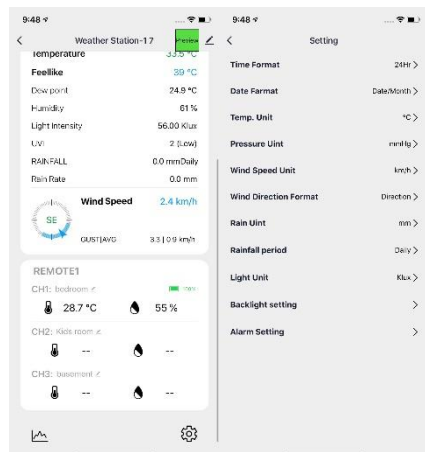 9:48
Weather Station-17
Preview
Temperature 33.5 °C
Feellike 39 °C
Dew point 24.9 °C
Humidity 61 %
Light Intensity 56.00 Klux
UVI 2 (Low)
RAINFALL 0.0 mmDaily
Rain Rate 0.0 mm
SE
Wind Speed 2.4 km/h
GUST|AVG 3.3 | 0.9 km/h
REMOTE1
CH1: bedroom
28.7 °C 55 %
CH2: Kids room
-- --
CH3: basement
-- --
9:48
Setting
Time Format 24Hr >
Date Farmat Date/Month >
Temp. Unit °C >
Pressure Uint mmHg >
Wind Speed Unit km/h >
Wind Direction Format Direction >
Rain Uint mm >
Rainfall period Daily >
Light Unit Klux >
Backlight setting >
Alarm Setting >